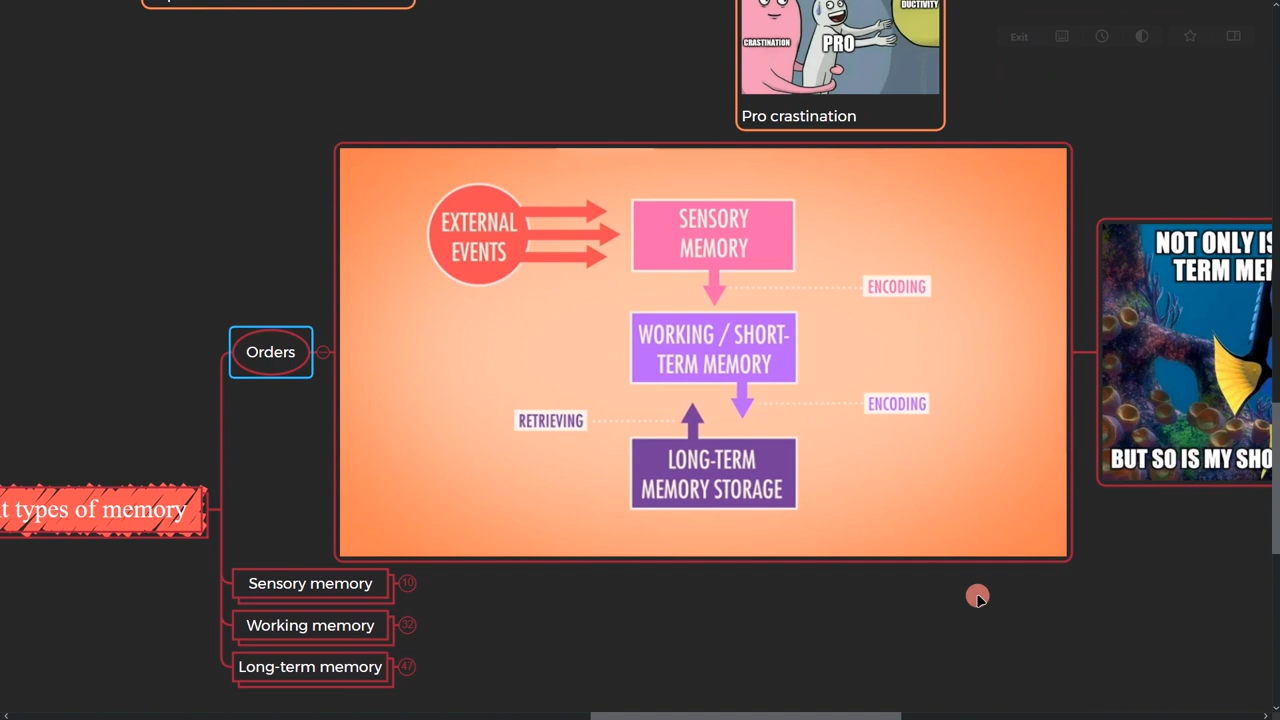 DUCTIVITY
CRASTINATION
PRO
Exit
Pro crastination
EXTERNAL
EVENTS
SENSORY
MEMORY
ENCODING
WORKING / SHORT-
TERM MEMORY
ENCODING
RETRIEVING
LONG-TERM
MEMORY STORAGE
NOT ONLY IS
TERM MEM
BUT SO IS MY SHO
Orders
t types of memory
Sensory memory
10
Working memory
32
Long-term memory
47